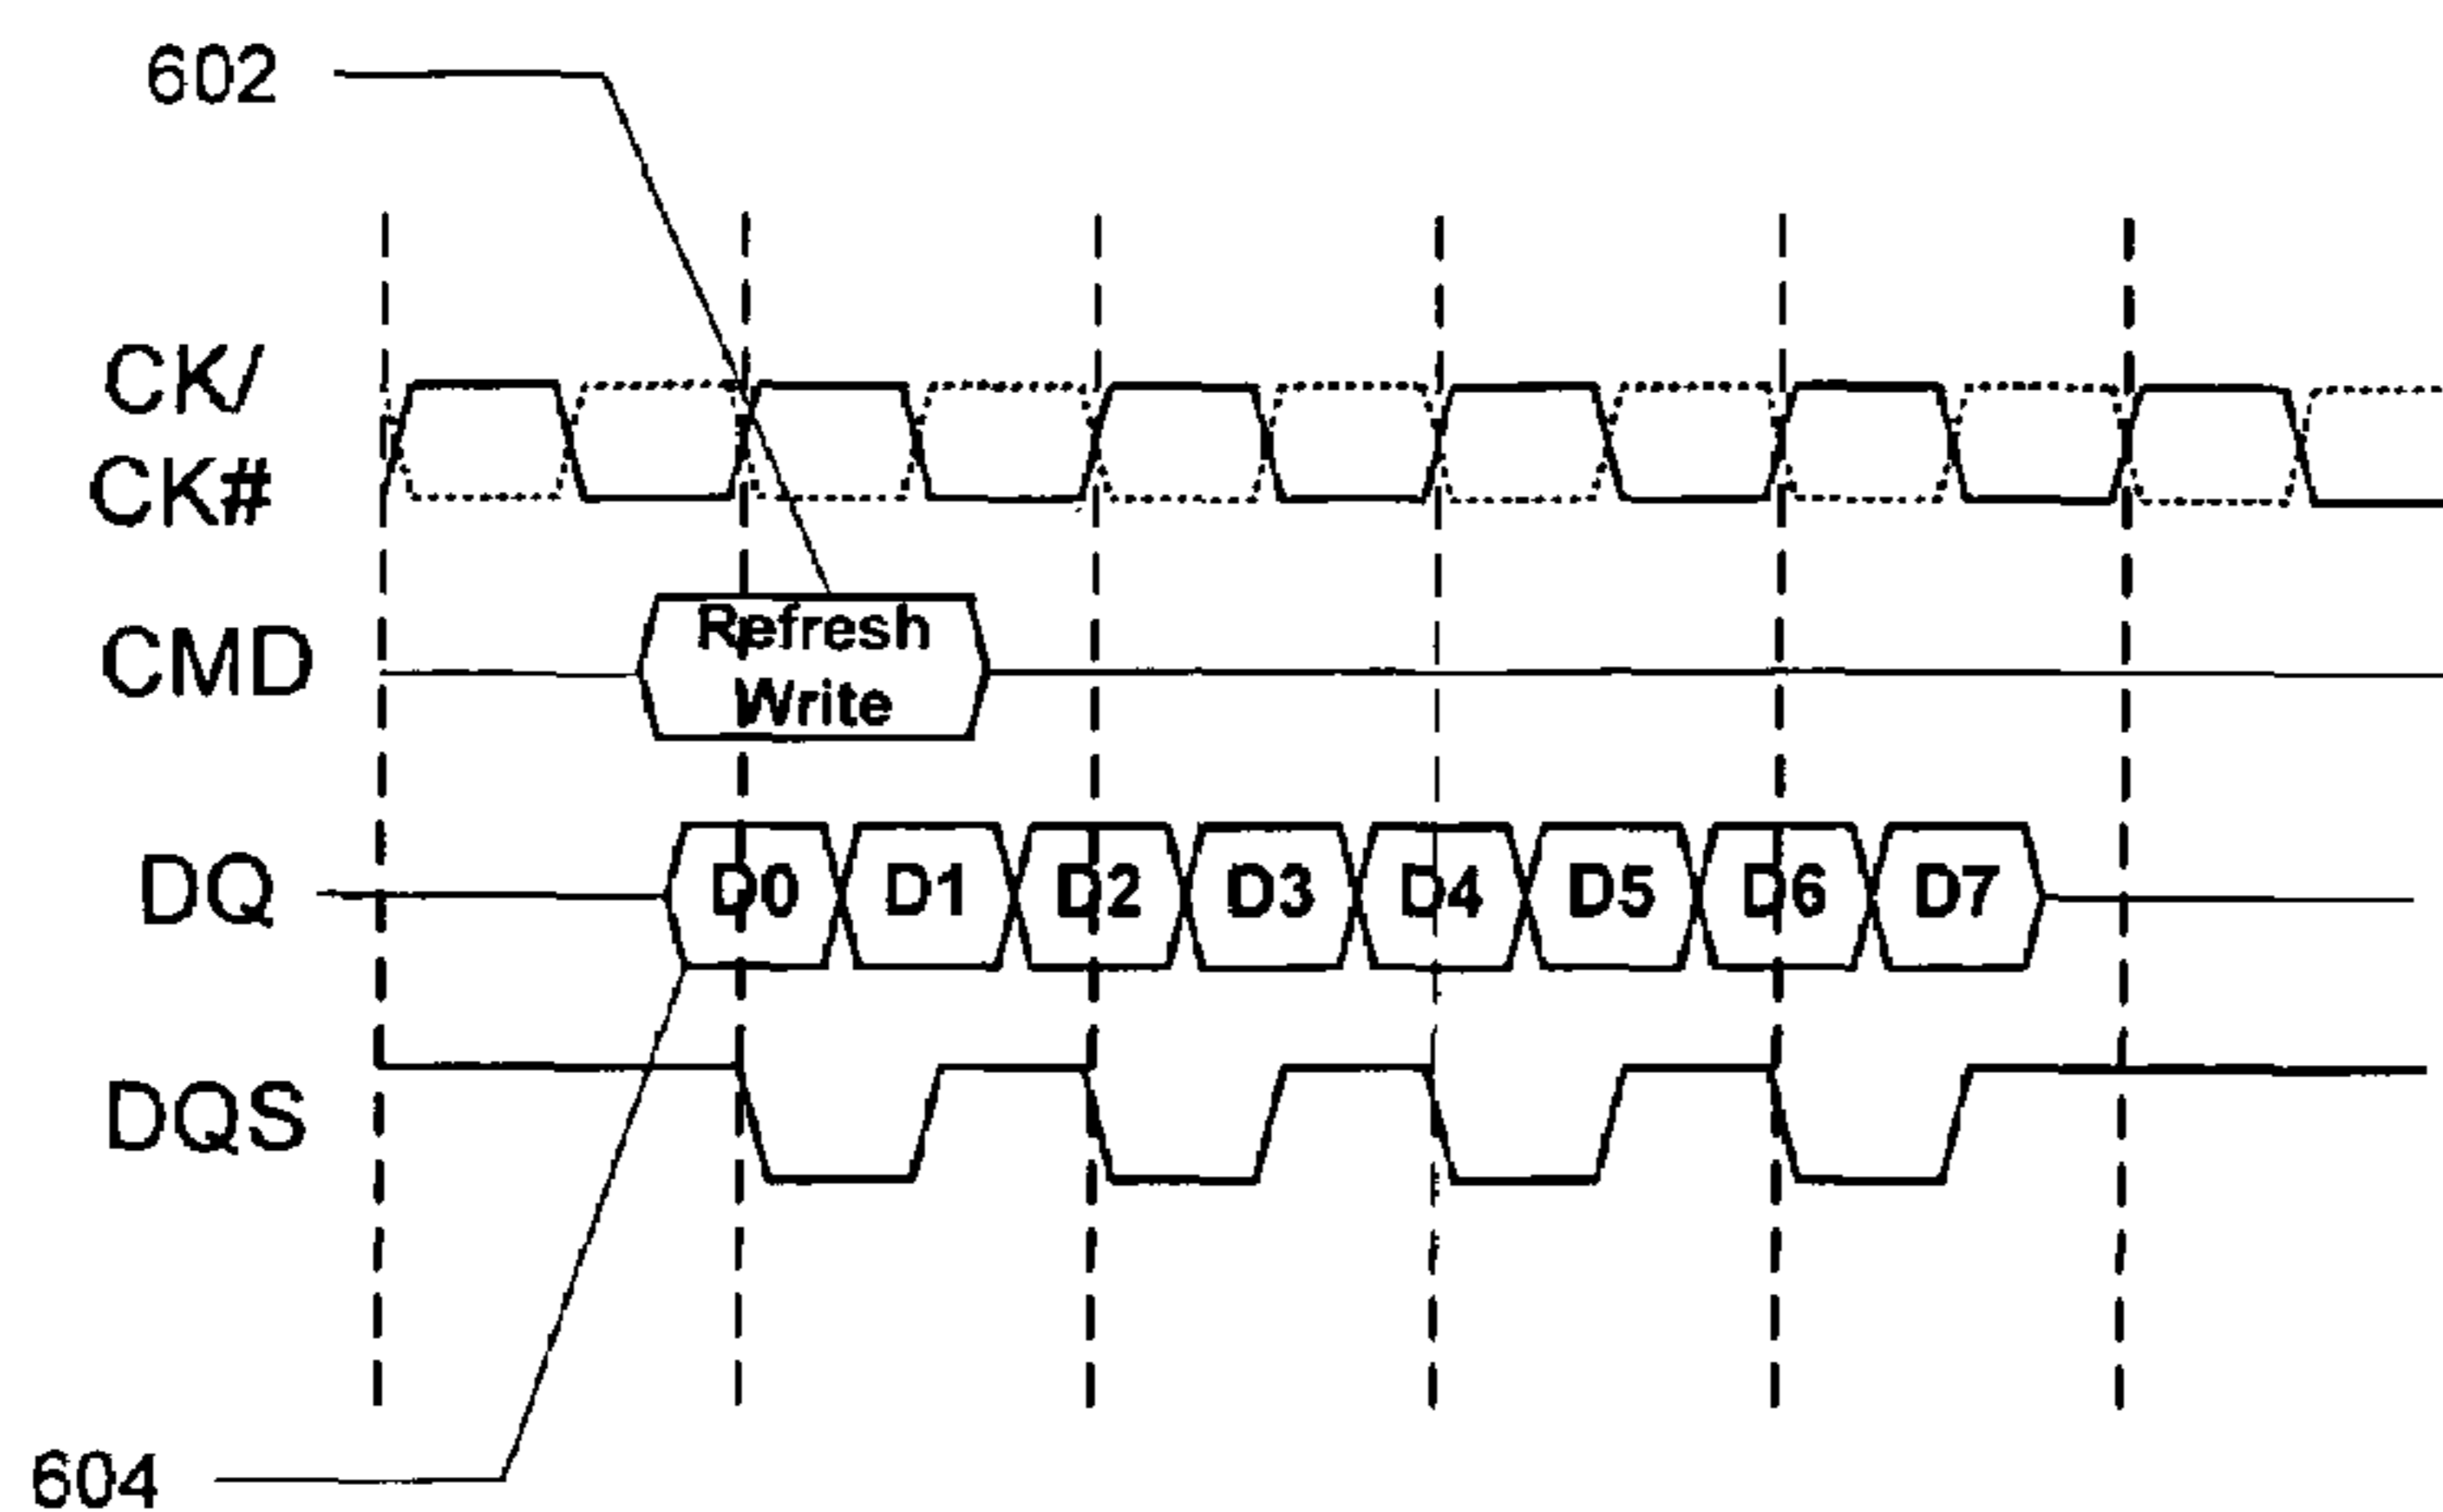 602
CK/
CK#
CMD
Refresh
Write
DQ
D0 D1 D2 D3 D4 D5 D6 D7
DQS
604